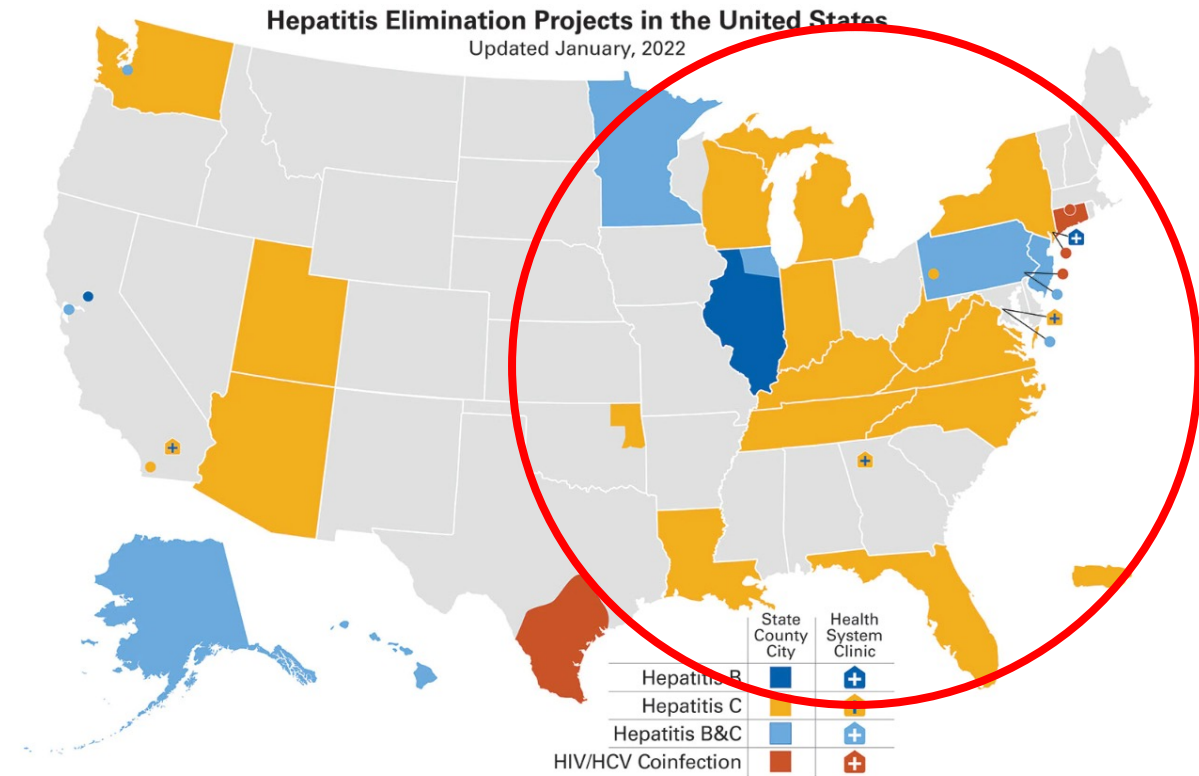 Hepatitis Elimination Projects in the United States
Updated January, 2022
State County City
Health System Clinic
Hepatitis B
Hepatitis C
Hepatitis B&C
HIV/HCV Coinfection